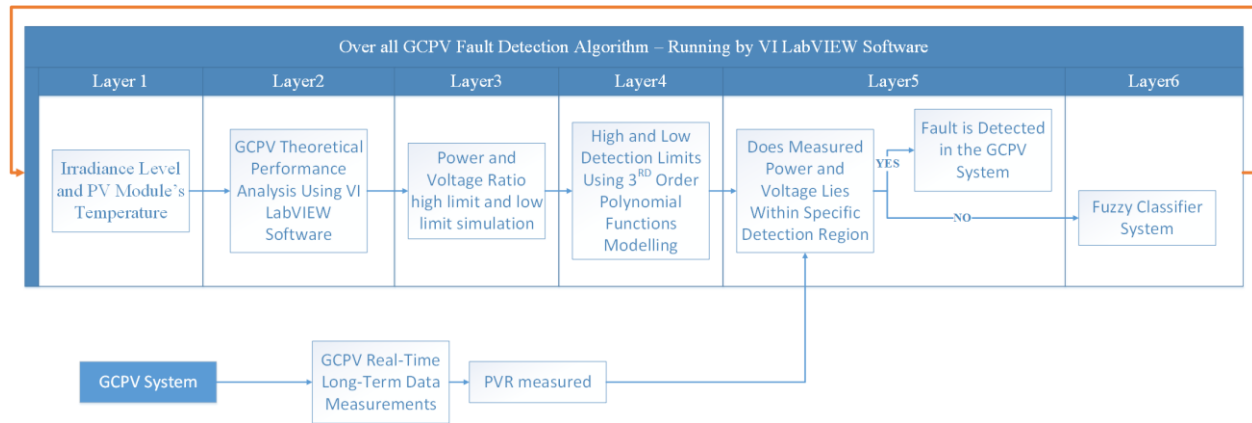 Over all GCPV Fault Detection Algorithm – Running by VI LabVIEW Software
Layer 1
Layer2
Layer3
Layer4
Layer5
Layer6
Irradiance Level
and PV Module's
Temperature
GCPV Theoretical
Performance
Analysis Using VI
LabVIEW
Software
Power and
Voltage Ratio
high limit and low
limit simulation
High and Low
Detection Limits
Using 3RD Order
Polynomial
Functions
Modelling
Does Measured
Power and
Voltage Lies
Within Specific
Detection Region
YES
NO
Fault is Detected
in the GCPV
System
Fuzzy Classifier
System
GCPV System
GCPV Real-Time
Long-Term Data
Measurements
PVR measured